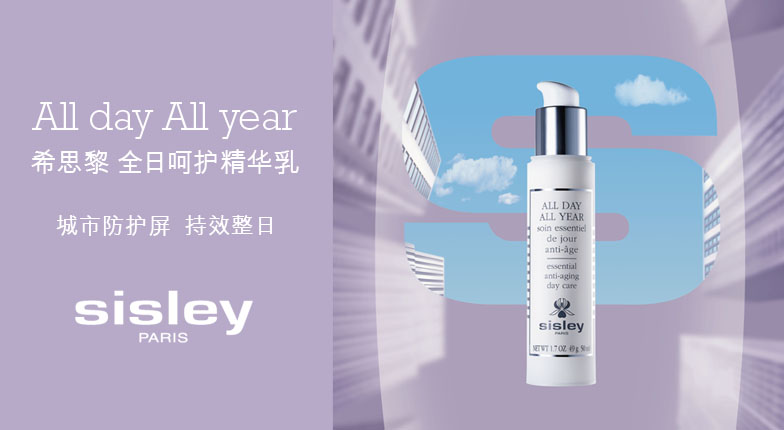 All day All year
希思黎 全日呵护精华乳
城市防护屏 持效整日
sisley
PARIS
ALL DAY
ALL YEAR
soin essentiel
de jour
anti-âge
essential
anti-aging
day care
sisley
PARIS
NET WT 1.7 OZ 49 g 50 ml